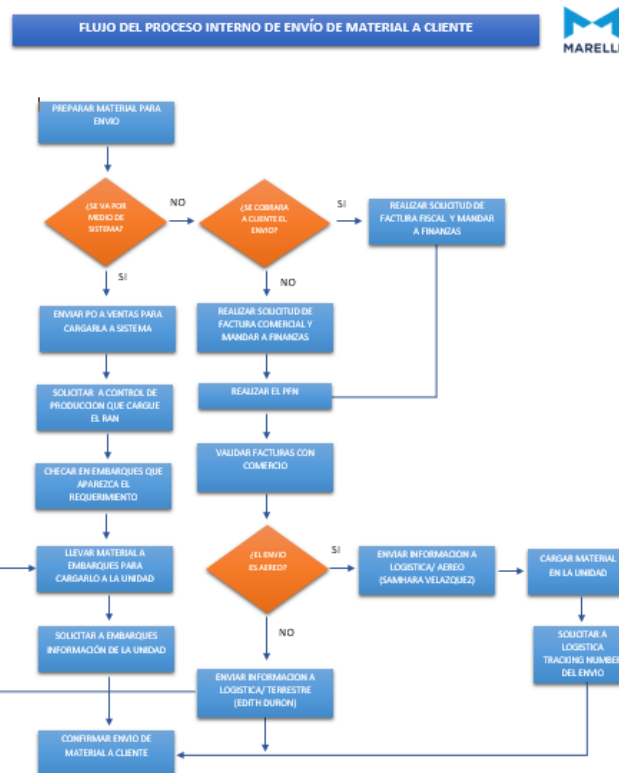 FLUJO DEL PROCESO INTERNO DE ENVÍO DE MATERIAL A CLIENTE
MARELLI
PREPARAR MATERIAL PARA
ENVIO
¿SE VA POR
MEDIO DE
SISTEMA?
NO
¿SE COBRARA
A CLIENTE EL
ENVIO?
SI
REALIZAR SOLICITUD DE
FACTURA FISCAL Y MANDAR
A FINANZAS
SI
NO
ENVIAR PO A VENTAS PARA
CARGARLA A SISTEMA
REALIZAR SOLICITUD DE
FACTURA COMERCIAL Y
MANDAR A FINANZAS
SOLICITAR A CONTROL DE
PRODUCCION QUE CARGUE
EL RAN
REALIZAR EL PFN
CHECAR EN EMBARQUES QUE
APAREZCA EL
REQUERIMIENTO
VALIDAR FACTURAS CON
COMERCIO
LLEVAR MATERIAL A
EMBARQUES PARA
CARGARLO A LA UNIDAD
¿EL ENVIO
ES AEREO?
SI
ENVIAR INFORMACION A
LOGISTICA/ AEREO
(SAMHARA VELAZQUEZ)
CARGAR MATERIAL
EN LA UNIDAD
NO
SOLICITAR A EMBARQUES
INFORMACIÓN DE LA UNIDAD
SOLICITAR A
LOGISTICA
TRACKING NUMBER
DEL ENVIO
ENVIAR INFORMACION A
LOGISTICA/ TERRESTRE
(EDITH DURON)
CONFIRMAR ENVIO DE
MATERIAL A CLIENTE